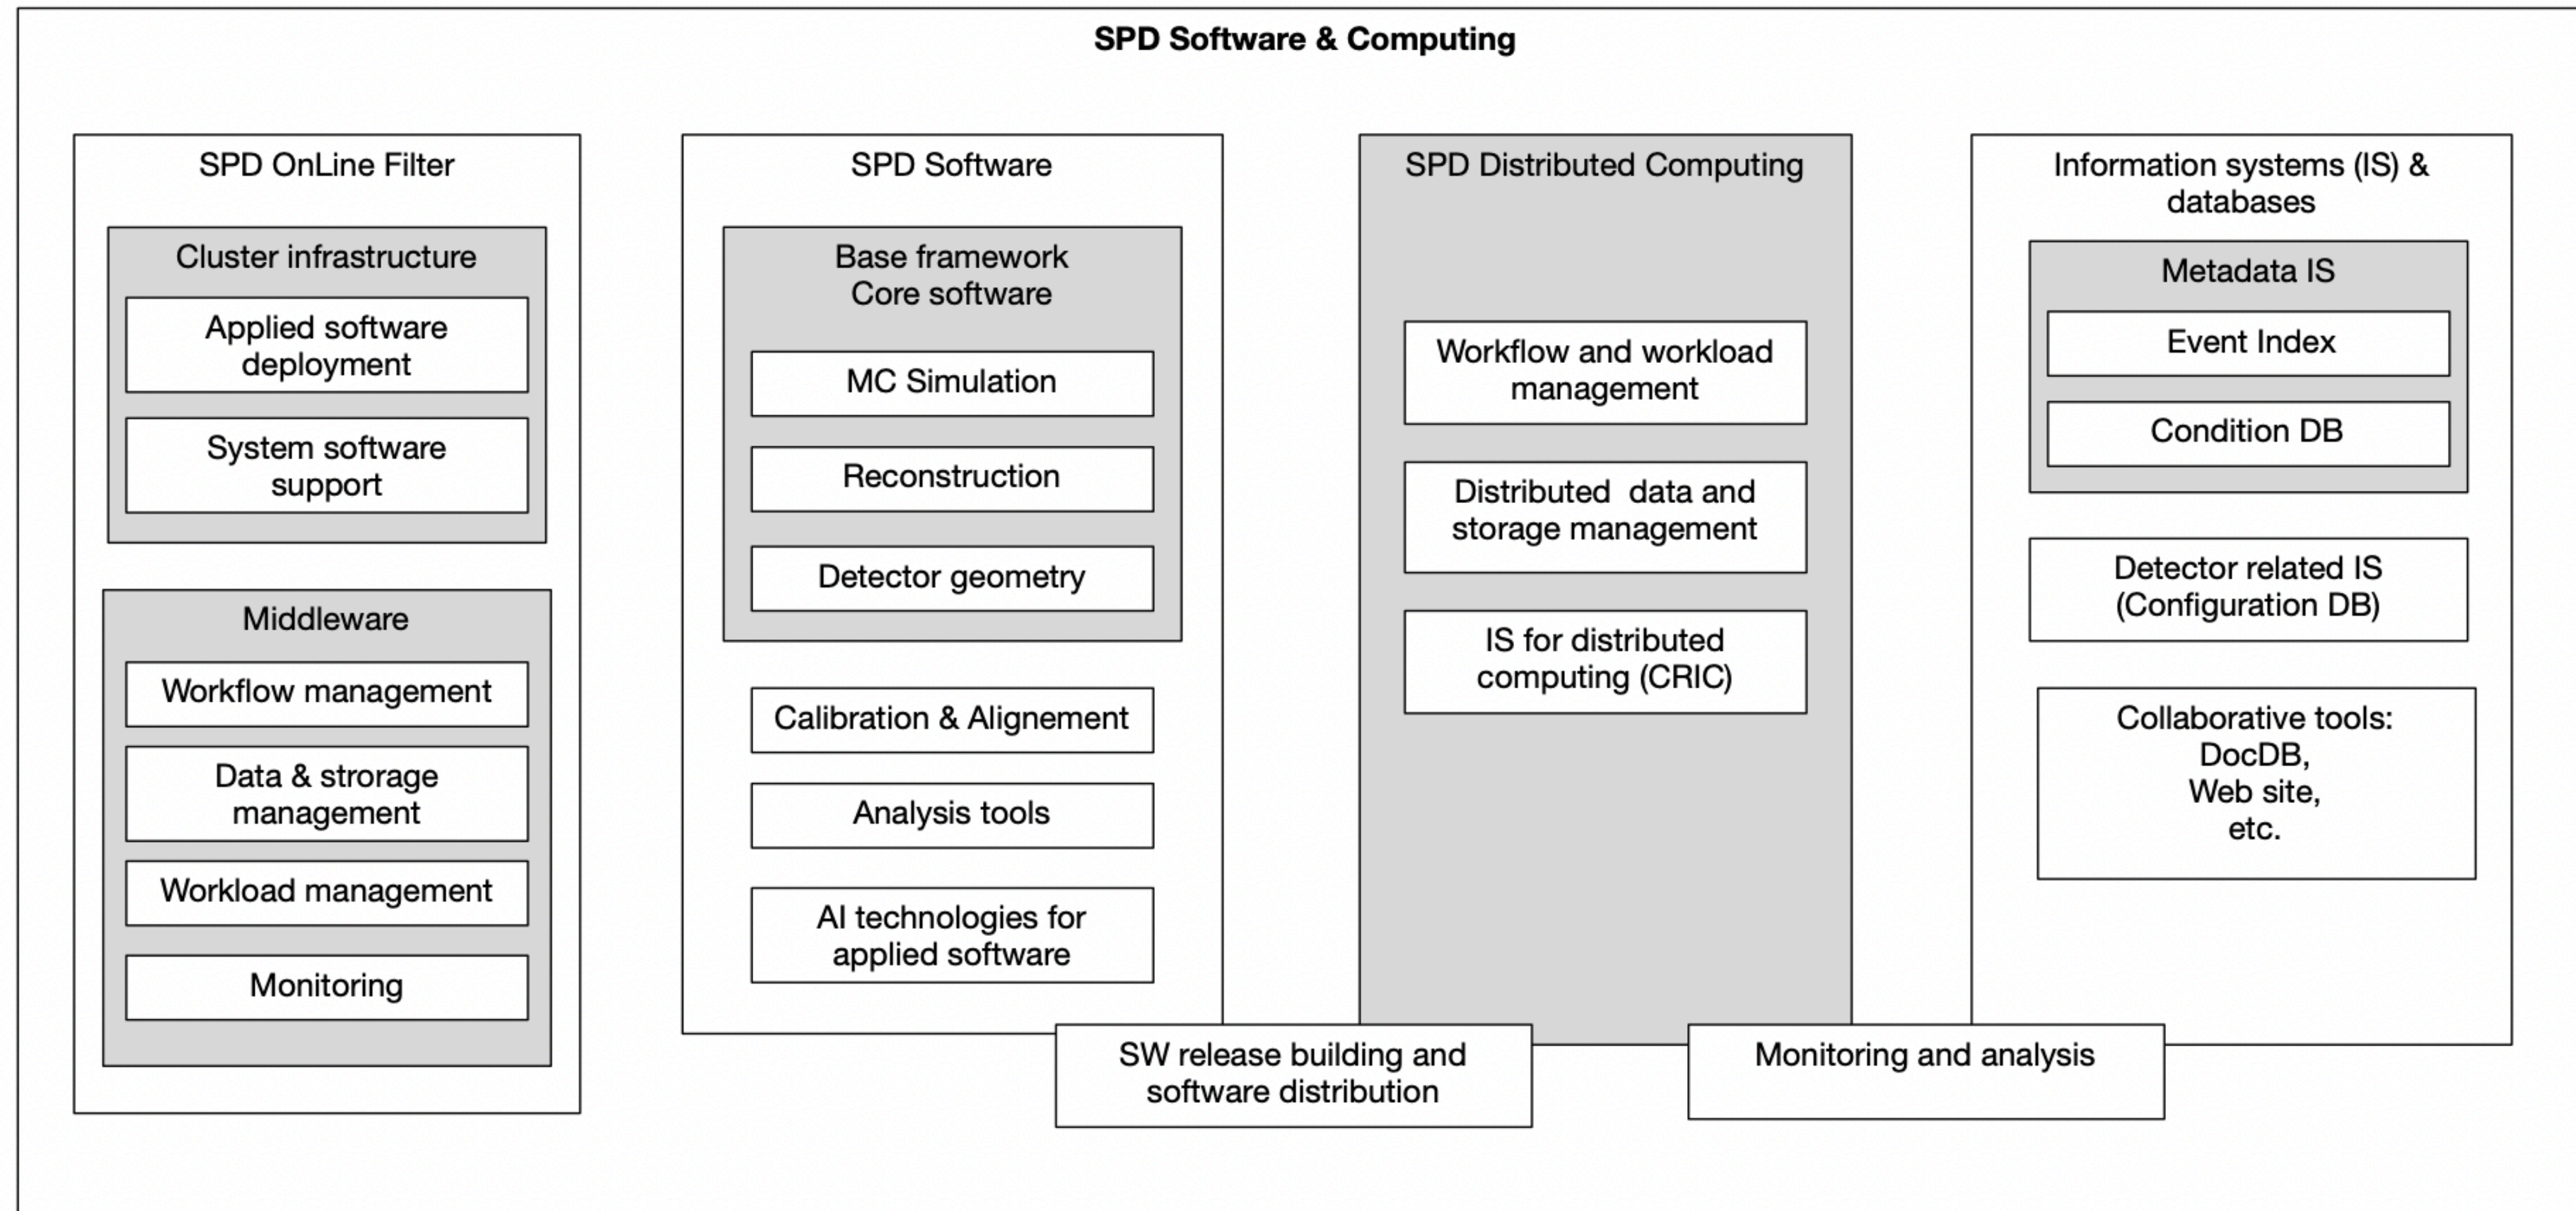 SPD Software & Computing
SPD OnLine Filter
Cluster infrastructure
Applied software
deployment
System software
support
Middleware
Workflow management
Data & strorage
management
Workload management
Monitoring
SPD Software
Base framework
Core software
MC Simulation
Reconstruction
Detector geometry
Calibration & Alignement
Analysis tools
AI technologies for
applied software
SW release building and
software distribution
SPD Distributed Computing
Workflow and workload
management
Distributed  data and
storage management
IS for distributed
computing (CRIC)
Monitoring and analysis
Information systems (IS) &
databases
Metadata IS
Event Index
Condition DB
Detector related IS
(Configuration DB)
Collaborative tools:
DocDB,
Web site,
etc.